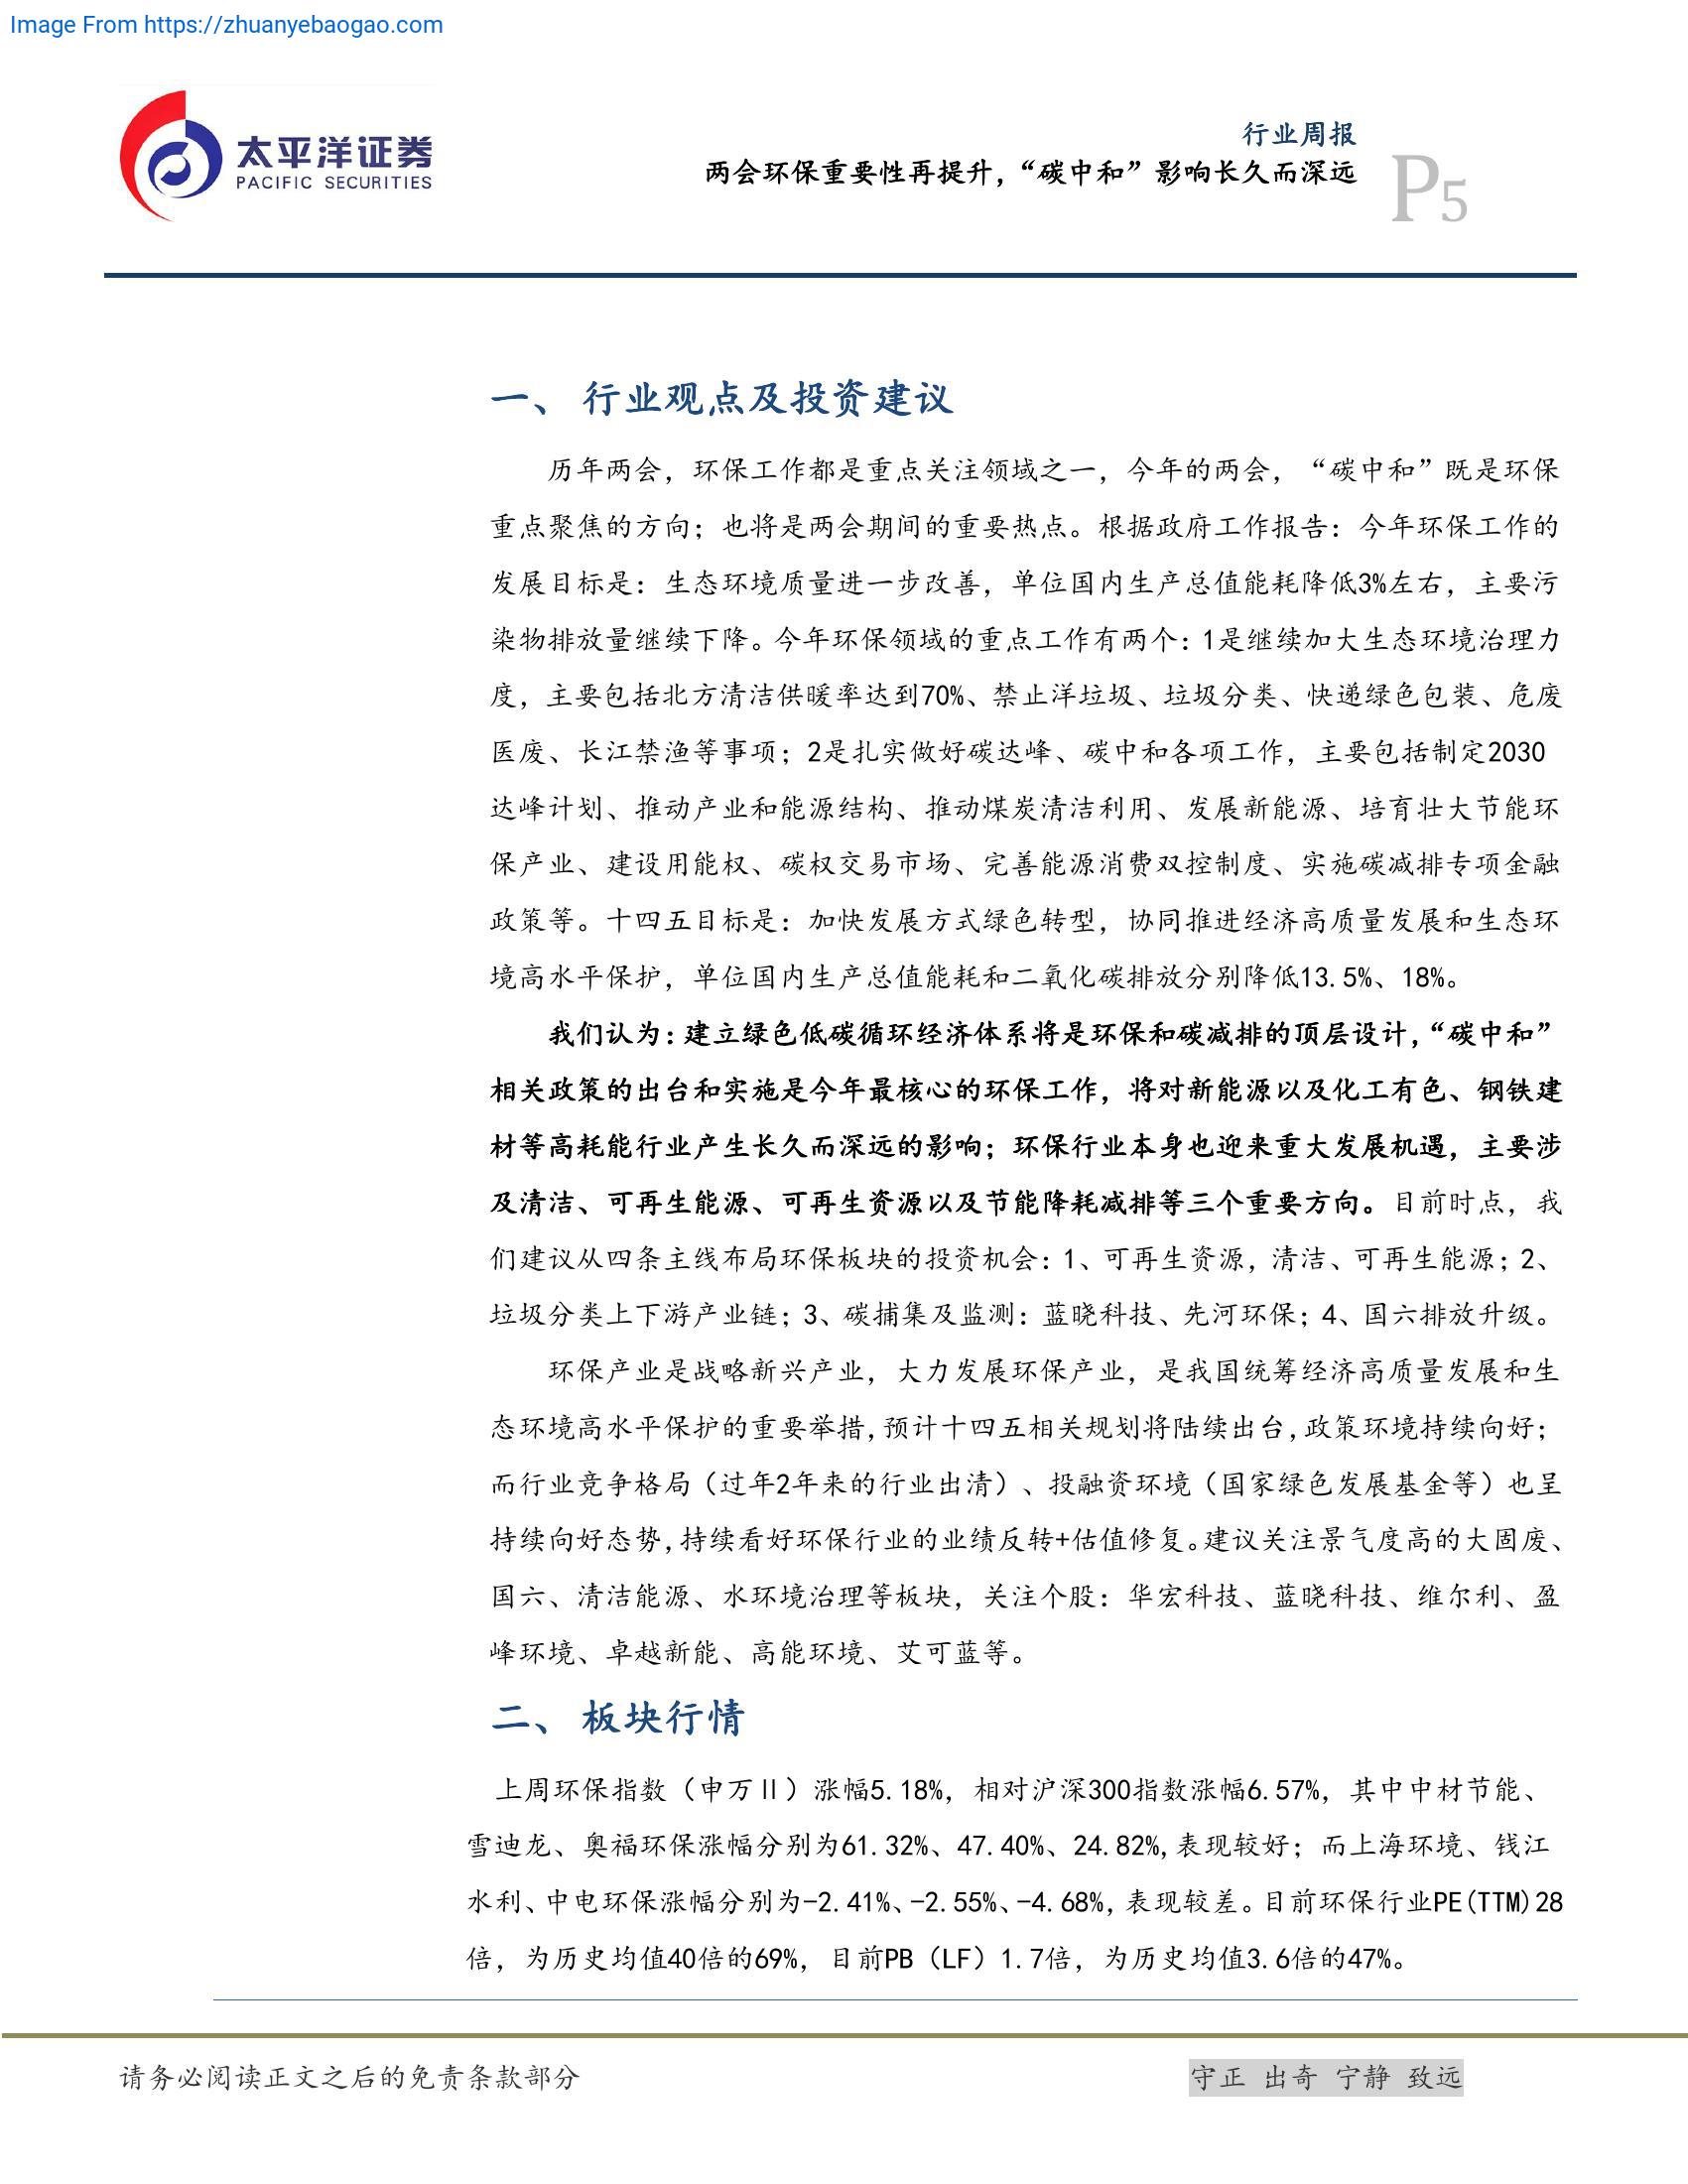 Image From https://zhuanyebaogao.com
太平洋证券
PACIFIC SECURITIES
行业周报
两会环保重要性再提升，“碳中和”影响长久而深远
P5
一、 行业观点及投资建议
历年两会，环保工作都是重点关注领域之一，今年的两会，“碳中和”既是环保
重点聚焦的方向；也将是两会期间的重要热点。根据政府工作报告：今年环保工作的
发展目标是：生态环境质量进一步改善，单位国内生产总值能耗降低3%左右，主要污
染物排放量继续下降。今年环保领域的重点工作有两个：1是继续加大生态环境治理力
度，主要包括北方清洁供暖率达到70%、禁止洋垃圾、垃圾分类、快递绿色包装、危废
医废、长江禁渔等事项；2是扎实做好碳达峰、碳中和各项工作，主要包括制定2030
达峰计划、推动产业和能源结构、推动煤炭清洁利用、发展新能源、培育壮大节能环
保产业、建设用能权、碳权交易市场、完善能源消费双控制度、实施碳减排专项金融
政策等。十四五目标是：加快发展方式绿色转型，协同推进经济高质量发展和生态环
境高水平保护，单位国内生产总值能耗和二氧化碳排放分别降低13.5%、18%。
我们认为：建立绿色低碳循环经济体系将是环保和碳减排的顶层设计，“碳中和”
相关政策的出台和实施是今年最核心的环保工作，将对新能源以及化工有色、钢铁建
材等高耗能行业产生长久而深远的影响；环保行业本身也迎来重大发展机遇，主要涉
及清洁、可再生能源、可再生资源以及节能降耗减排等三个重要方向。目前时点，我
们建议从四条主线布局环保板块的投资机会：1、可再生资源，清洁、可再生能源；2、
垃圾分类上下游产业链；3、碳捕集及监测：蓝晓科技、先河环保；4、国六排放升级。
环保产业是战略新兴产业，大力发展环保产业，是我国统筹经济高质量发展和生
态环境高水平保护的重要举措，预计十四五相关规划将陆续出台，政策环境持续向好；
而行业竞争格局（过年2年来的行业出清）、投融资环境（国家绿色发展基金等）也呈
持续向好态势，持续看好环保行业的业绩反转+估值修复。建议关注景气度高的大固废、
国六、清洁能源、水环境治理等板块，关注个股：华宏科技、蓝晓科技、维尔利、盈
峰环境、卓越新能、高能环境、艾可蓝等。
二、 板块行情
上周环保指数（申万Ⅱ）涨幅5.18%，相对沪深300指数涨幅6.57%，其中中材节能、
雪迪龙、奥福环保涨幅分别为61.32%、47.40%、24.82%,表现较好；而上海环境、钱江
水利、中电环保涨幅分别为-2.41%、-2.55%、-4.68%,表现较差。目前环保行业PE(TTM)28
倍，为历史均值40倍的69%，目前PB（LF）1.7倍，为历史均值3.6倍的47%。
请务必阅读正文之后的免责条款部分
守正 出奇 宁静 致远